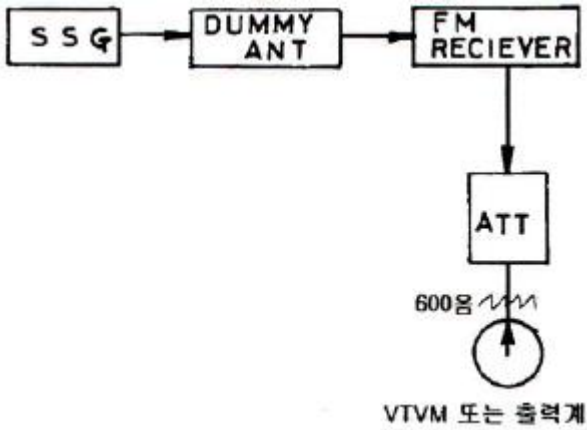 SSG
DUMMY
ANT
FM
RECIEVER
ATT
600옴
VTVM 또는 출력계